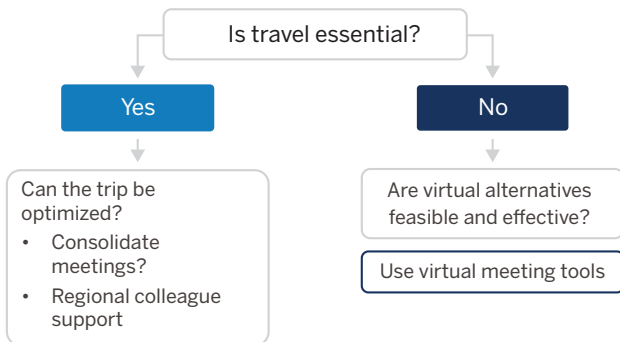 Is travel essential?
Yes
No
Can the trip be
optimized?
• Consolidate
meetings?
• Regional colleague
support
Are virtual alternatives
feasible and effective?
Use virtual meeting tools